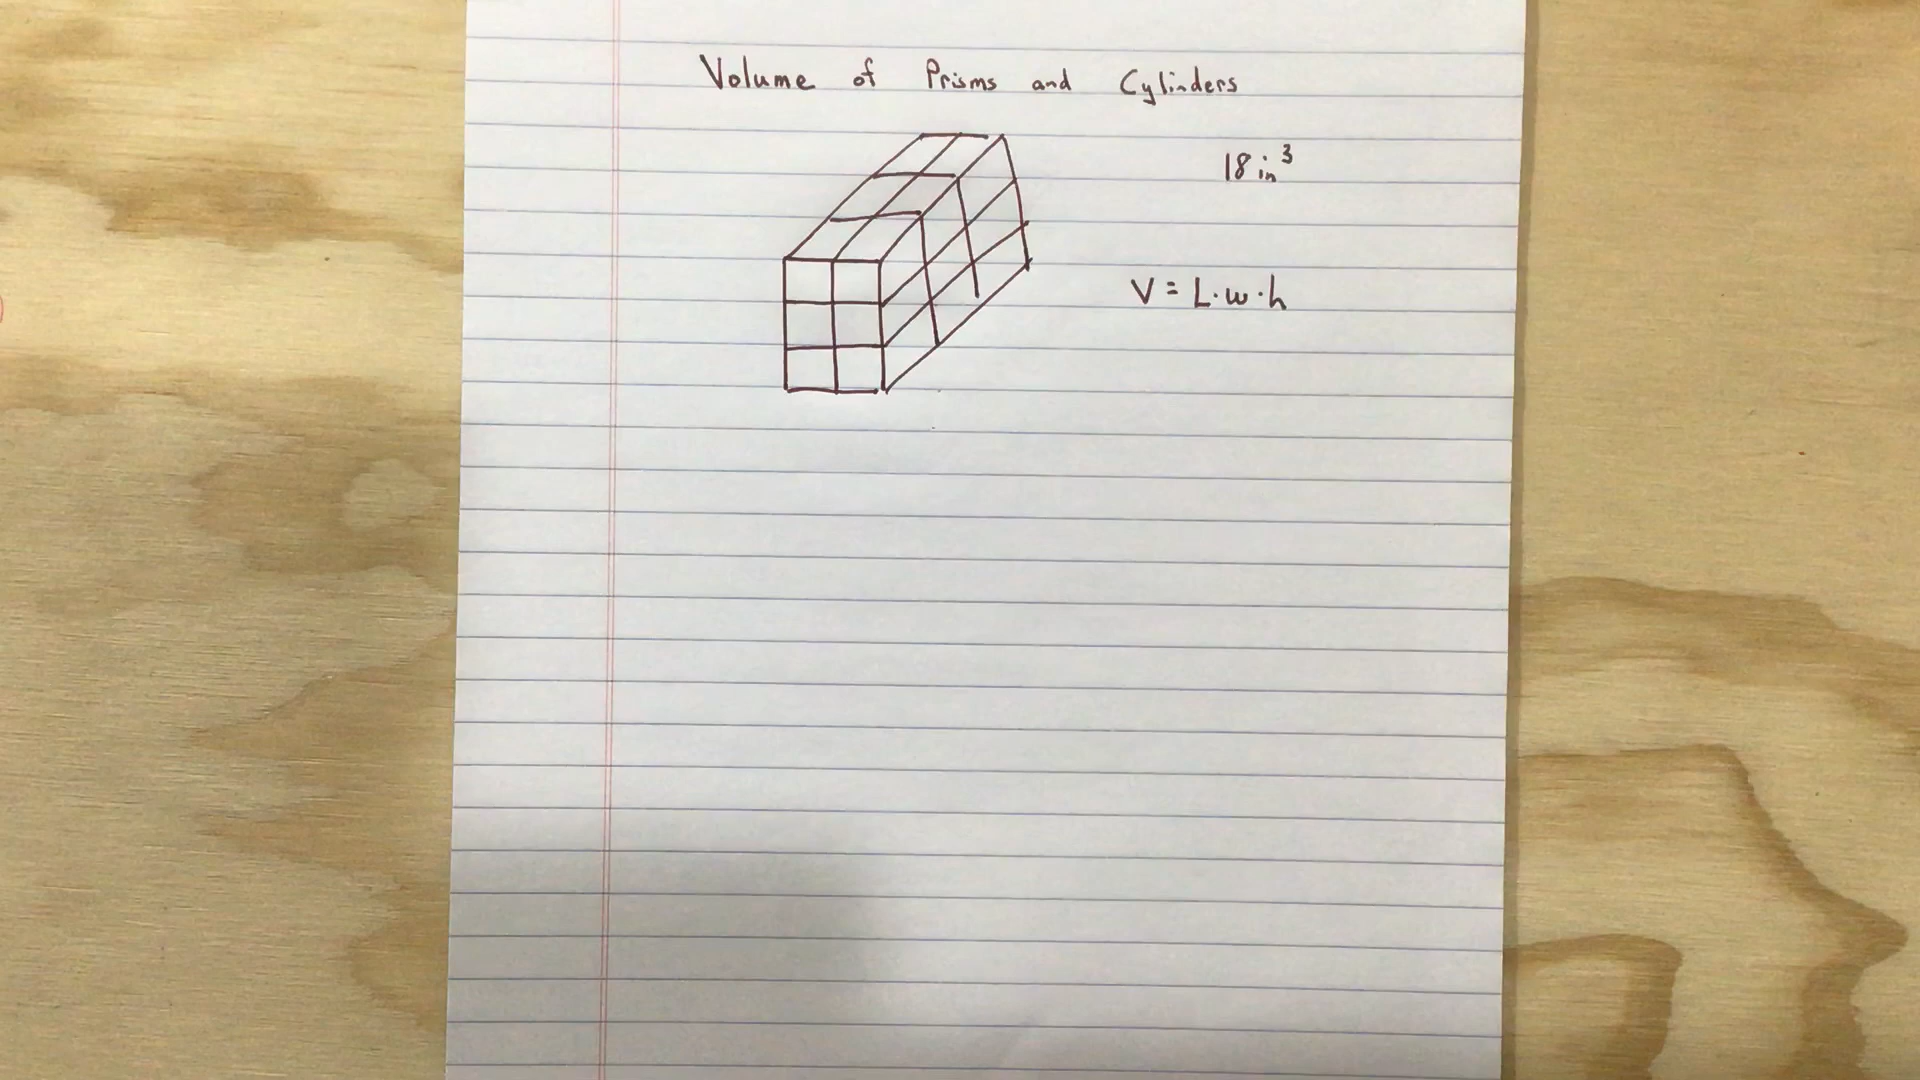 Volume of Prisms and Cylinders
18 in³
V = L·w·h